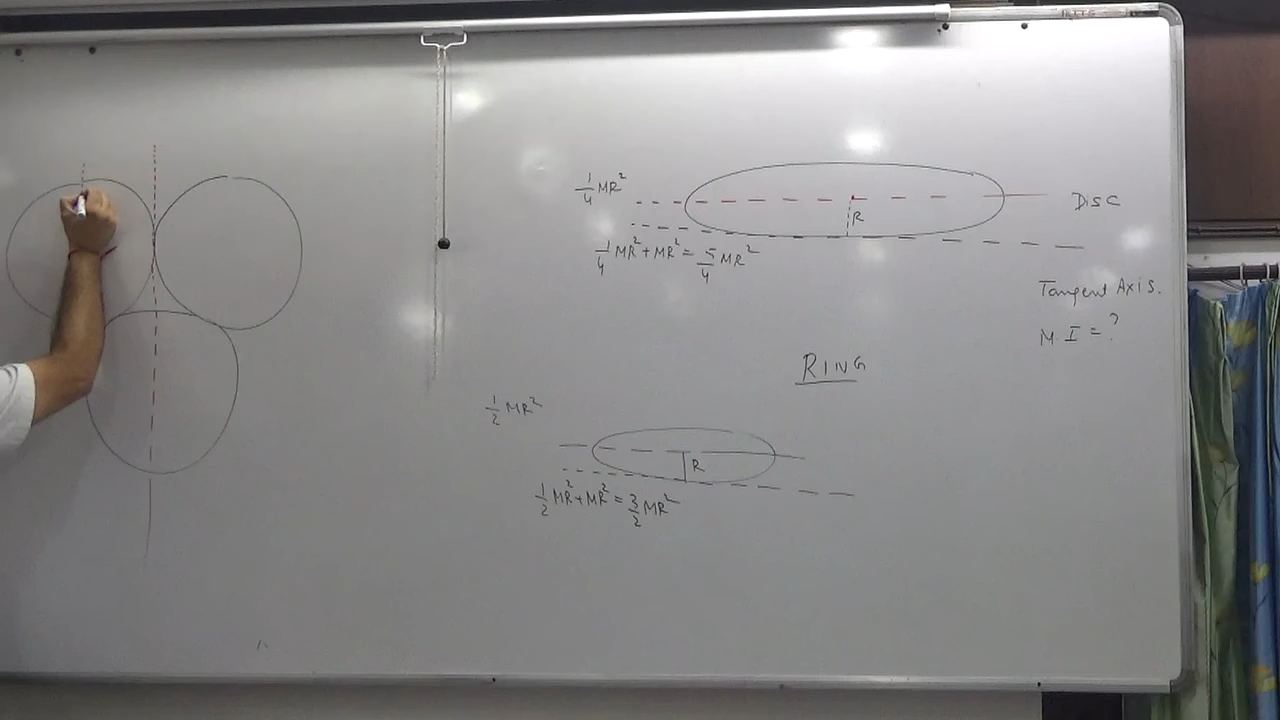 1/4 MR²
R
Disc
1/4 MR² + MR² = 5/4 MR²
Tangent Axis.
M.I = ?
RING
1/2 MR²
R
1/2 MR² + MR² = 3/2 MR²